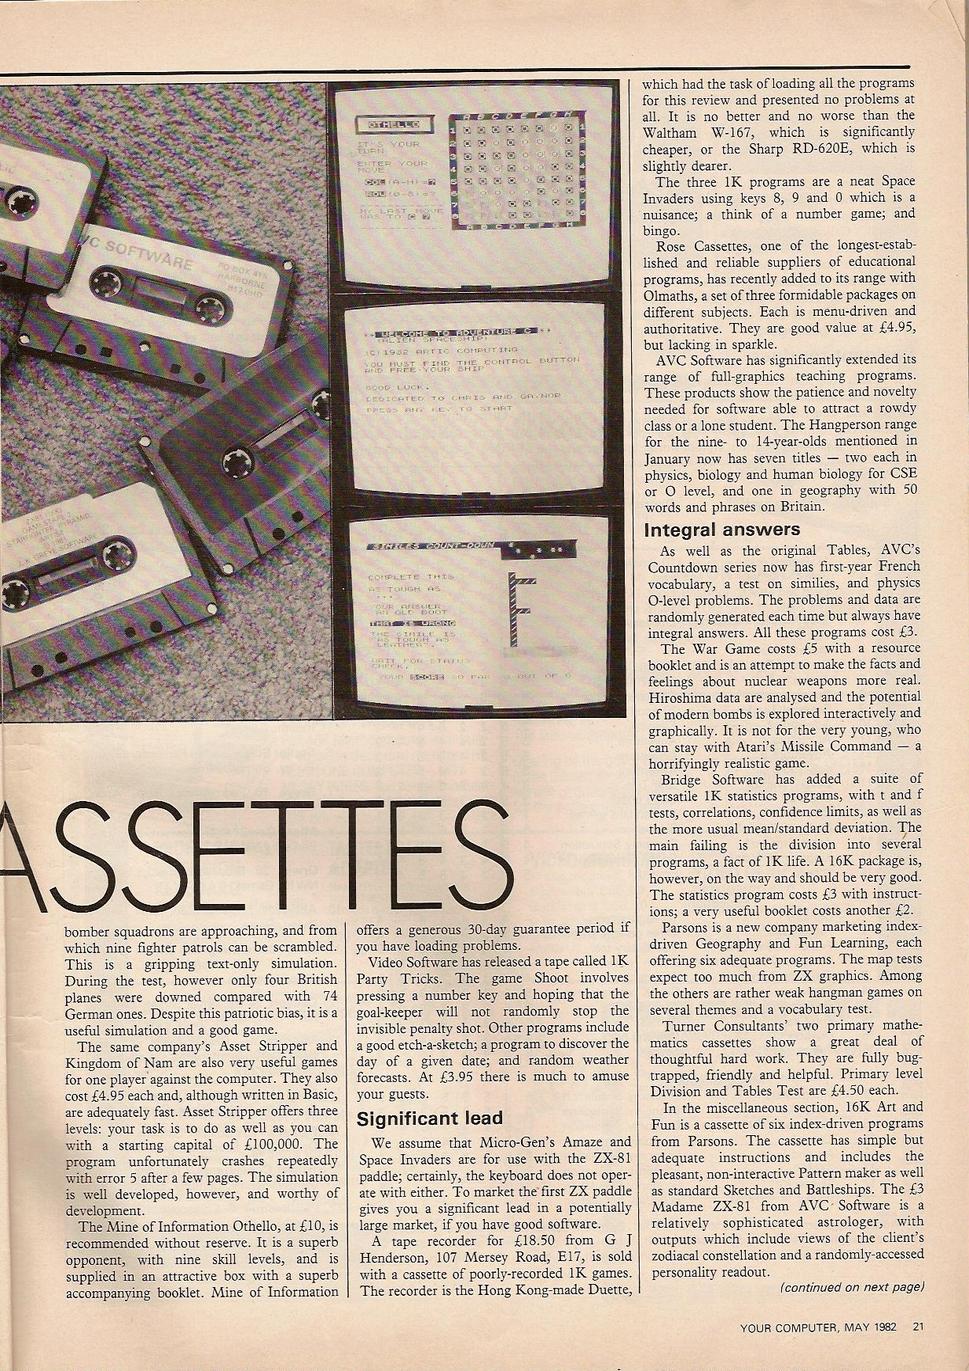 VC SOFTWARE
PO BOX 415
HARBORNE
OTHELLO
A B C D E F G H
IT'S YOUR
TURN
ENTER YOUR
MOVE
COL (A-H) =?
MY LAST MOVE
WAS TO
A B C D E F G H
WELCOME TO ADVENTURE C
(ALIEN SPACESHIP)
(C) 1982 ARTIC COMPUTING
YOU MUST FIND THE CONTROL BUTTON
AND FREE YOUR SHIP
GOOD LUCK.
DEDICATED TO CHRIS AND GAYNOR
PRESS ANY KEY TO START
SIMILES COUNT-DOWN
COMPLETE THIS
AS TOUGH AS
....
YOUR ANSWER
AN OLD BOOT
THAT IS WRONG
THE SIMILE IS
"AS TOUGH AS
LEATHER".
WAIT FOR STATUS
CHECK.
YOUR SCORE SO FAR OUT OF
ASSETTES
bomber squadrons are approaching, and from
which nine fighter patrols can be scrambled.
This is a gripping text-only simulation.
During the test, however only four British
planes were downed compared with 74
German ones. Despite this patriotic bias, it is a
useful simulation and a good game.
The same company's Asset Stripper and
Kingdom of Nam are also very useful games
for one player against the computer. They also
cost £4.95 each and, although written in Basic,
are adequately fast. Asset Stripper offers three
levels: your task is to do as well as you can
with a starting capital of £100,000. The
program unfortunately crashes repeatedly
with error 5 after a few pages. The simulation
is well developed, however, and worthy of
development.
The Mine of Information Othello, at £10, is
recommended without reserve. It is a superb
opponent, with nine skill levels, and is
supplied in an attractive box with a superb
accompanying booklet. Mine of Information
offers a generous 30-day guarantee period if
you have loading problems.
Video Software has released a tape called 1K
Party Tricks. The game Shoot involves
pressing a number key and hoping that the
goal-keeper will not randomly stop the
invisible penalty shot. Other programs include
a good etch-a-sketch; a program to discover the
day of a given date; and random weather
forecasts. At £3.95 there is much to amuse
your guests.
Significant lead
We assume that Micro-Gen's Amaze and
Space Invaders are for use with the ZX-81
paddle; certainly, the keyboard does not oper-
ate with either. To market the first ZX paddle
gives you a significant lead in a potentially
large market, if you have good software.
A tape recorder for £18.50 from G J
Henderson, 107 Mersey Road, E17, is sold
with a cassette of poorly-recorded 1K games.
The recorder is the Hong Kong-made Duette,
which had the task of loading all the programs
for this review and presented no problems at
all. It is no better and no worse than the
Waltham W-167, which is significantly
cheaper, or the Sharp RD-620E, which is
slightly dearer.
The three 1K programs are a neat Space
Invaders using keys 8, 9 and 0 which is a
nuisance; a think of a number game; and
bingo.
Rose Cassettes, one of the longest-estab-
lished and reliable suppliers of educational
programs, has recently added to its range with
Olmaths, a set of three formidable packages on
different subjects. Each is menu-driven and
authoritative. They are good value at £4.95,
but lacking in sparkle.
AVC Software has significantly extended its
range of full-graphics teaching programs.
These products show the patience and novelty
needed for software able to attract a rowdy
class or a lone student. The Hangperson range
for the nine- to 14-year-olds mentioned in
January now has seven titles — two each in
physics, biology and human biology for CSE
or O level, and one in geography with 50
words and phrases on Britain.
Integral answers
As well as the original Tables, AVC's
Countdown series now has first-year French
vocabulary, a test on similies, and physics
O-level problems. The problems and data are
randomly generated each time but always have
integral answers. All these programs cost £3.
The War Game costs £5 with a resource
booklet and is an attempt to make the facts and
feelings about nuclear weapons more real.
Hiroshima data are analysed and the potential
of modern bombs is explored interactively and
graphically. It is not for the very young, who
can stay with Atari's Missile Command — a
horrifyingly realistic game.
Bridge Software has added a suite of
versatile 1K statistics programs, with t and f
tests, correlations, confidence limits, as well as
the more usual mean/standard deviation. The
main failing is the division into several
programs, a fact of 1K life. A 16K package is,
however, on the way and should be very good.
The statistics program costs £3 with instruct-
ions; a very useful booklet costs another £2.
Parsons is a new company marketing index-
driven Geography and Fun Learning, each
offering six adequate programs. The map tests
expect too much from ZX graphics. Among
the others are rather weak hangman games on
several themes and a vocabulary test.
Turner Consultants' two primary mathe-
matics cassettes show a great deal of
thoughtful hard work. They are fully bug-
trapped, friendly and helpful. Primary level
Division and Tables Test are £4.50 each.
In the miscellaneous section, 16K Art and
Fun is a cassette of six index-driven programs
from Parsons. The cassette has simple but
adequate instructions and includes the
pleasant, non-interactive Pattern maker as well
as standard Sketches and Battleships. The £3
Madame ZX-81 from AVC Software is a
relatively sophisticated astrologer, with
outputs which include views of the client's
zodiacal constellation and a randomly-accessed
personality readout.
(continued on next page)
YOUR COMPUTER, MAY 1982 21